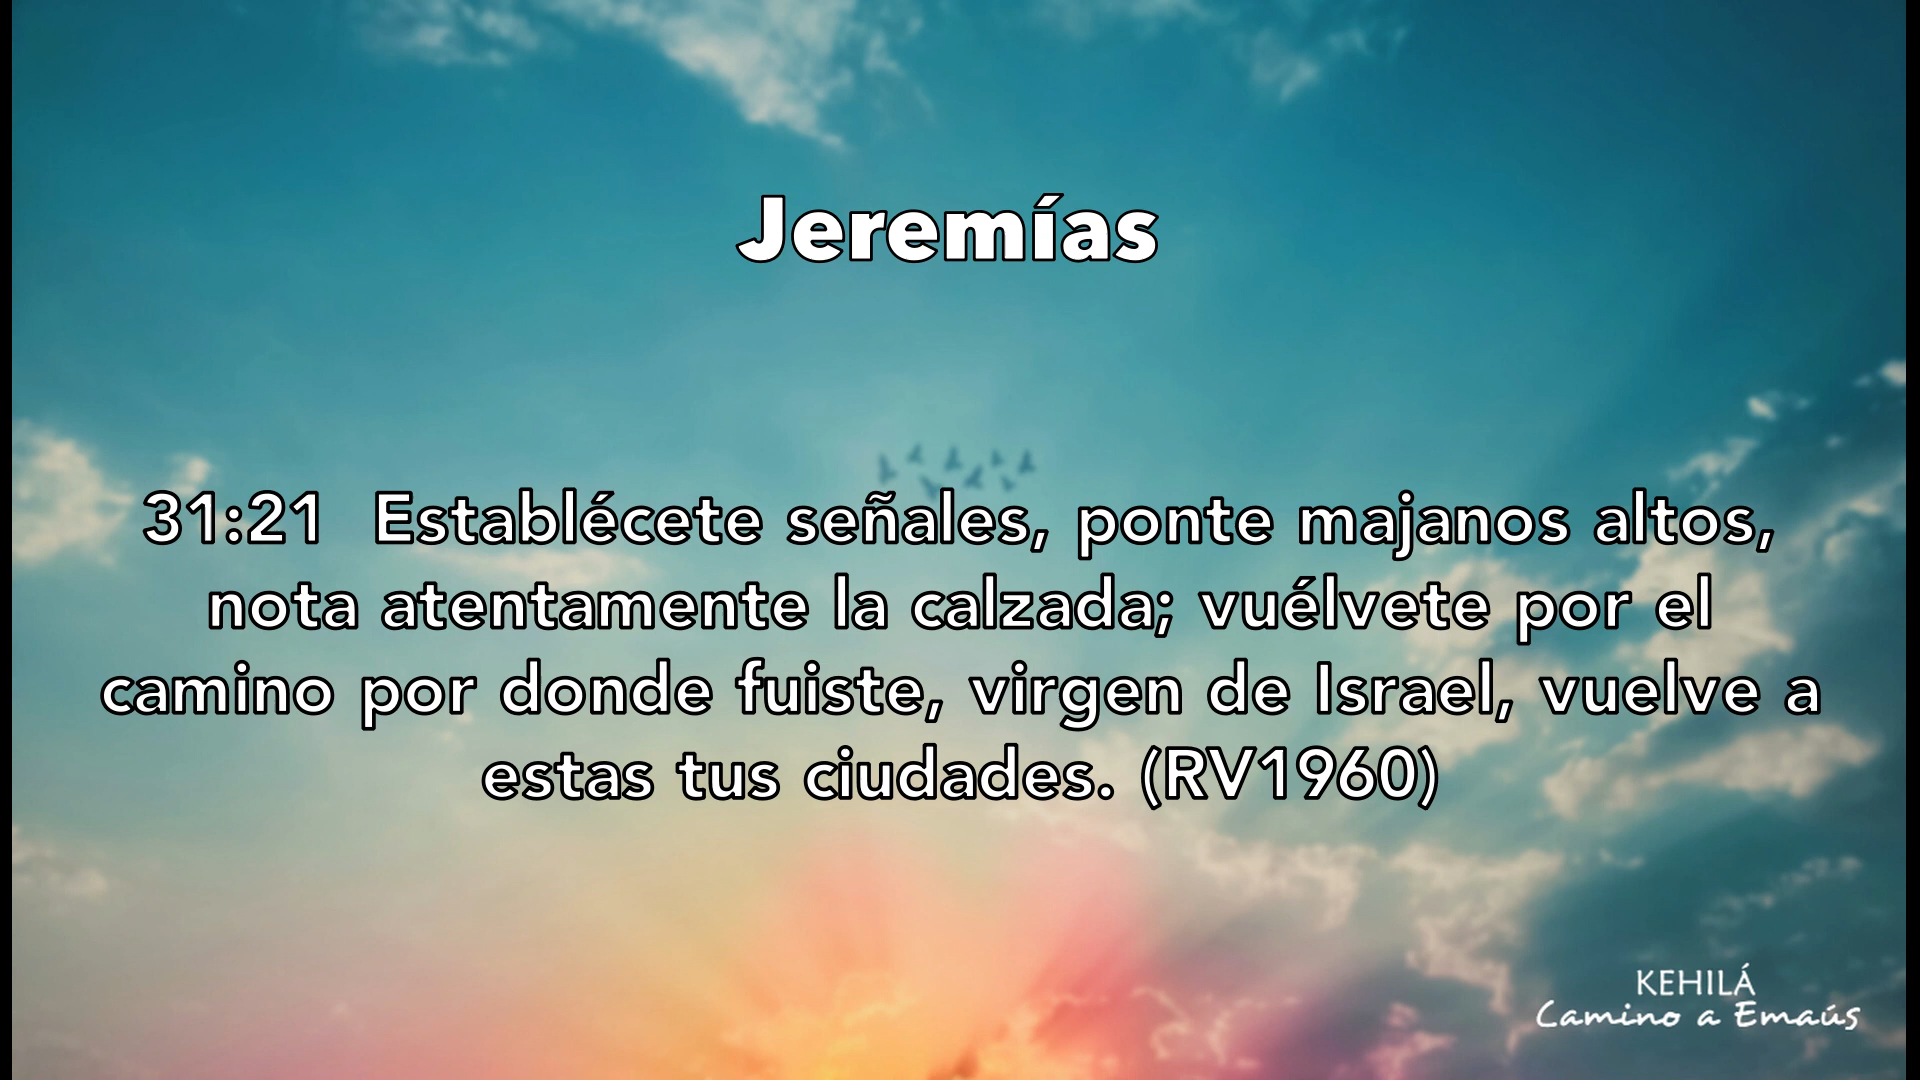 Jeremías
31:21  Establécete señales, ponte majanos altos,
nota atentamente la calzada; vuélvete por el
camino por donde fuiste, virgen de Israel, vuelve a
estas tus ciudades. (RV1960)
KEHILÁ
Camino a Emaús